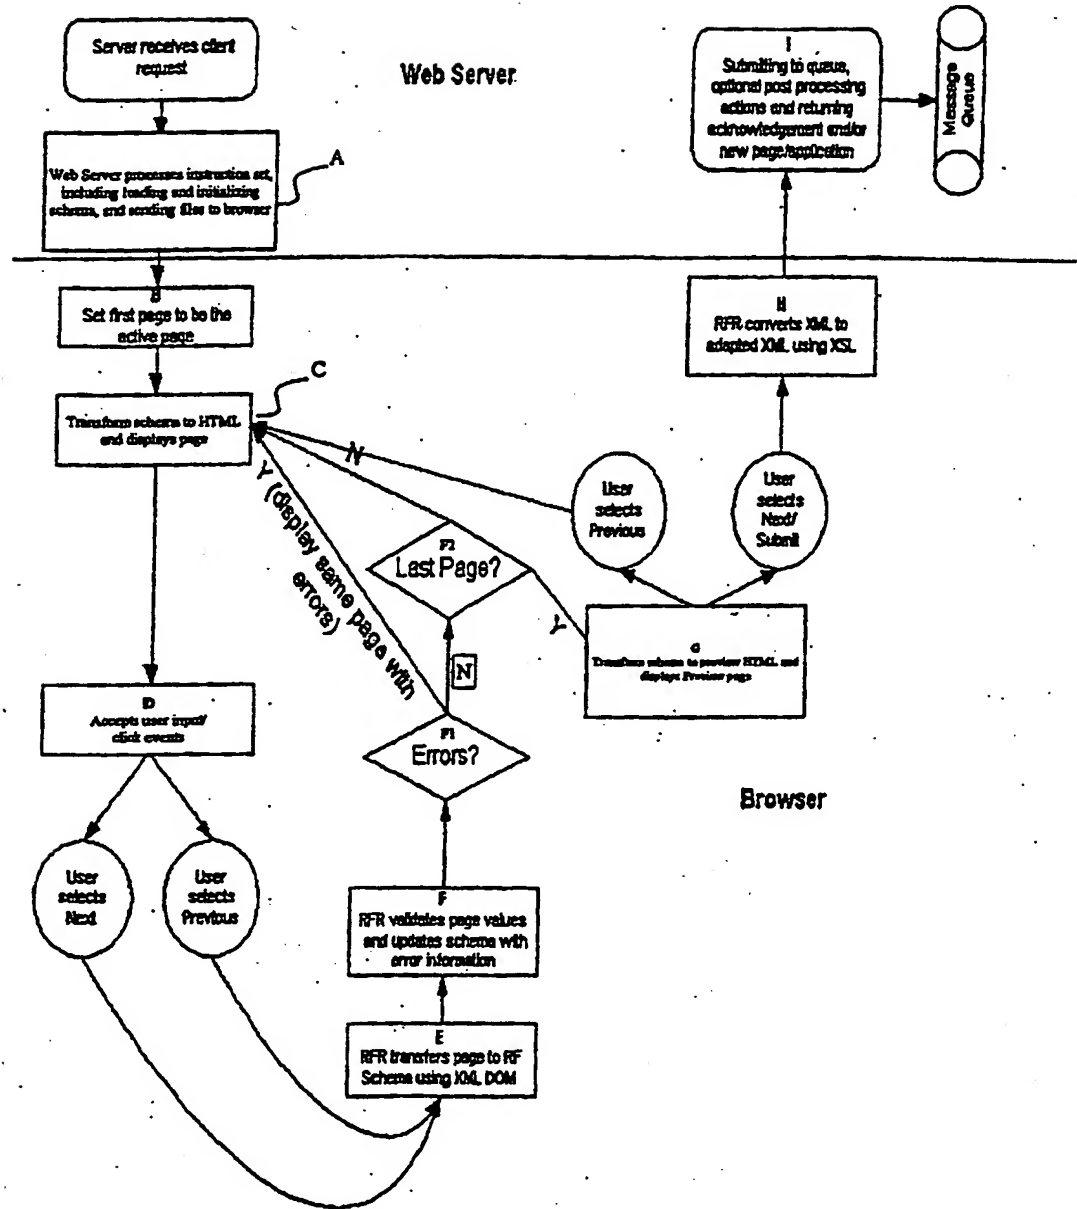 Server receives client
request
Web Server
I
Submitting to queue,
optional post processing
actions and returning
acknowledgement and/or
new page/application
Message
Queue
A
Web Server processes instruction set,
including loading and initializing
schema, and sending files to browser
B
Set first page to be the
active page
H
RFR converts XML to
adapted XML using XSL
C
Transform schema to HTML
and displays page
N
Y (display same page with
errors)
User
selects
Previous
User
selects
Next/
Submit
F2
Last Page?
Y
N
G
Transform schema to preview HTML and
displays Preview page
D
Accepts user input/
click events
F1
Errors?
Browser
User
selects
Next
User
selects
Previous
F
RFR validates page values
and updates schema with
error information
E
RFR transfers page to RF
Schema using XML DOM